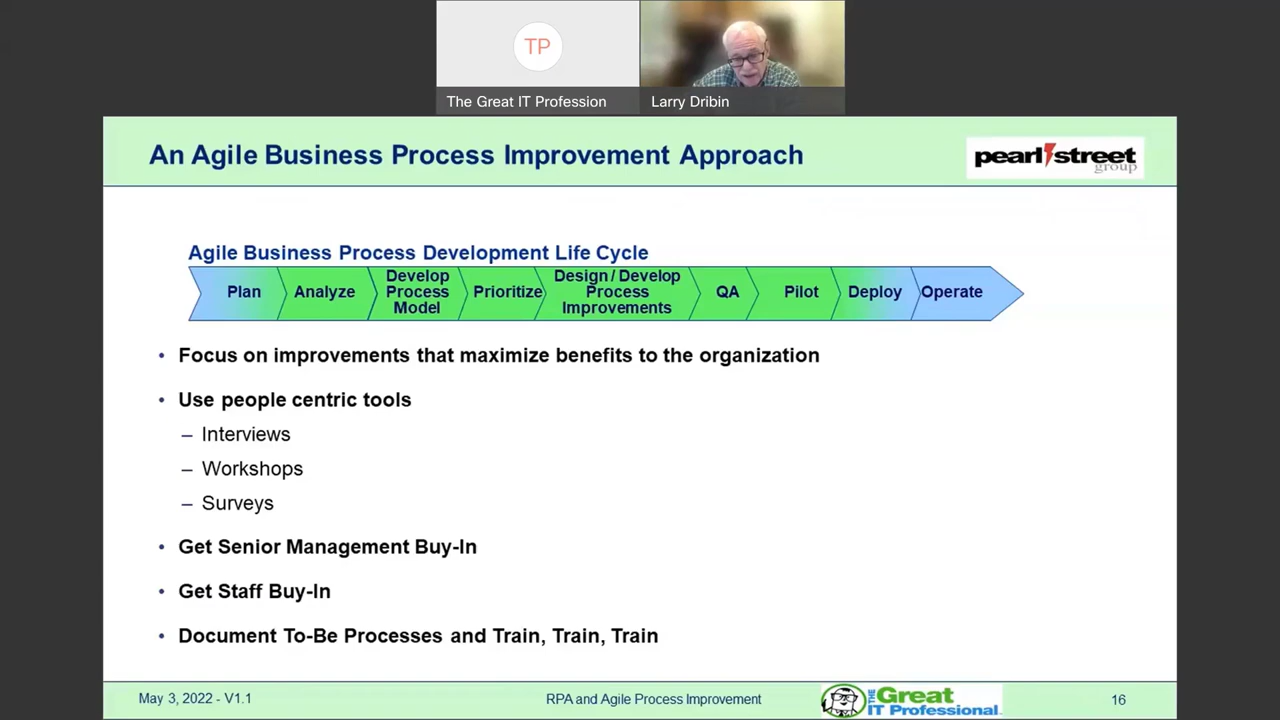 TP
The Great IT Profession
Larry Dribin
An Agile Business Process Improvement Approach
pearl street
group
Agile Business Process Development Life Cycle
Plan
Analyze
Develop
Process
Model
Prioritize
Design / Develop
Process
Improvements
QA
Pilot
Deploy
Operate
• Focus on improvements that maximize benefits to the organization
• Use people centric tools
– Interviews
– Workshops
– Surveys
• Get Senior Management Buy-In
• Get Staff Buy-In
• Document To-Be Processes and Train, Train, Train
May 3, 2022 - V1.1
RPA and Agile Process Improvement
THE Great
IT Professional
16